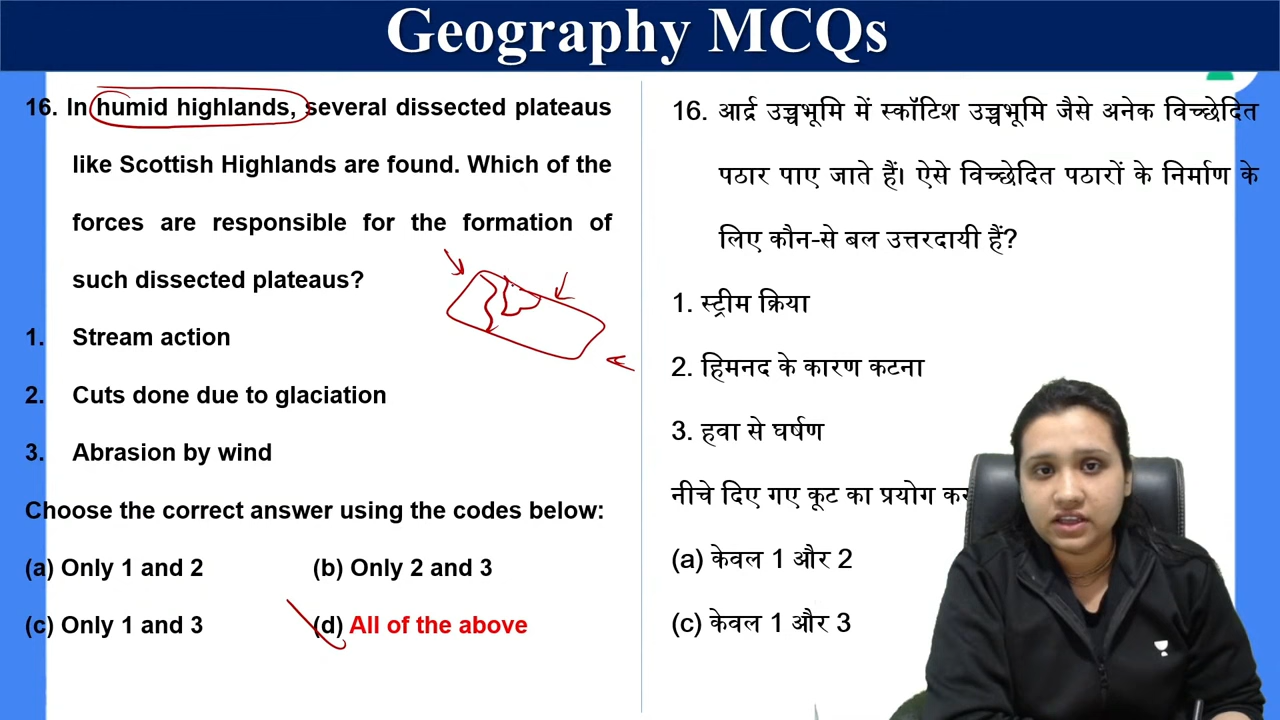 Geography MCQs
16. In humid highlands, several dissected plateaus
like Scottish Highlands are found. Which of the
forces are responsible for the formation of
such dissected plateaus?
1. Stream action
2. Cuts done due to glaciation
3. Abrasion by wind
Choose the correct answer using the codes below:
(a) Only 1 and 2 (b) Only 2 and 3
(c) Only 1 and 3 (d) All of the above
16. आर्द्र उच्चभूमि में स्कॉटिश उच्चभूमि जैसे अनेक विच्छेदित
पठार पाए जाते हैं। ऐसे विच्छेदित पठारों के निर्माण के
लिए कौन-से बल उत्तरदायी हैं?
1. स्ट्रीम क्रिया
2. हिमनद के कारण कटना
3. हवा से घर्षण
नीचे दिए गए कूट का प्रयोग
(a) केवल 1 और 2
(c) केवल 1 और 3